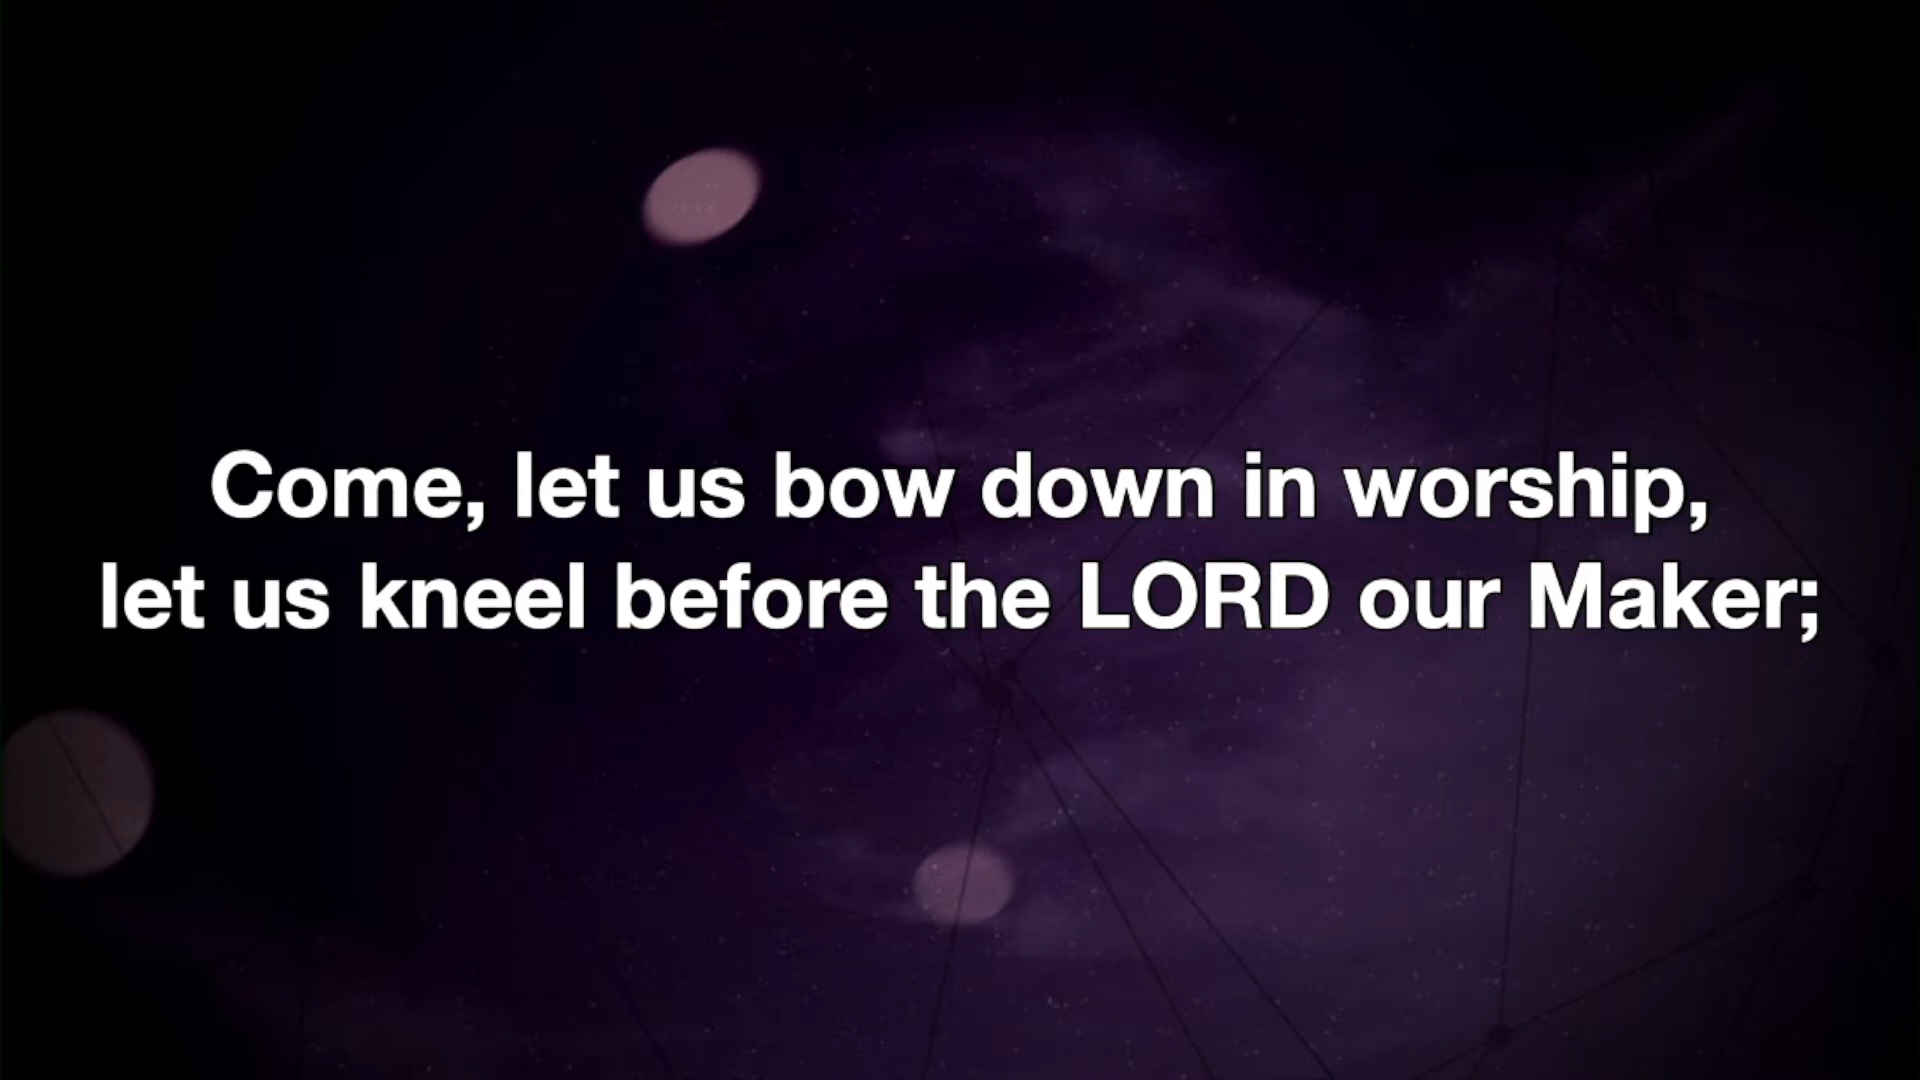 Come, let us bow down in worship,
let us kneel before the LORD our Maker;